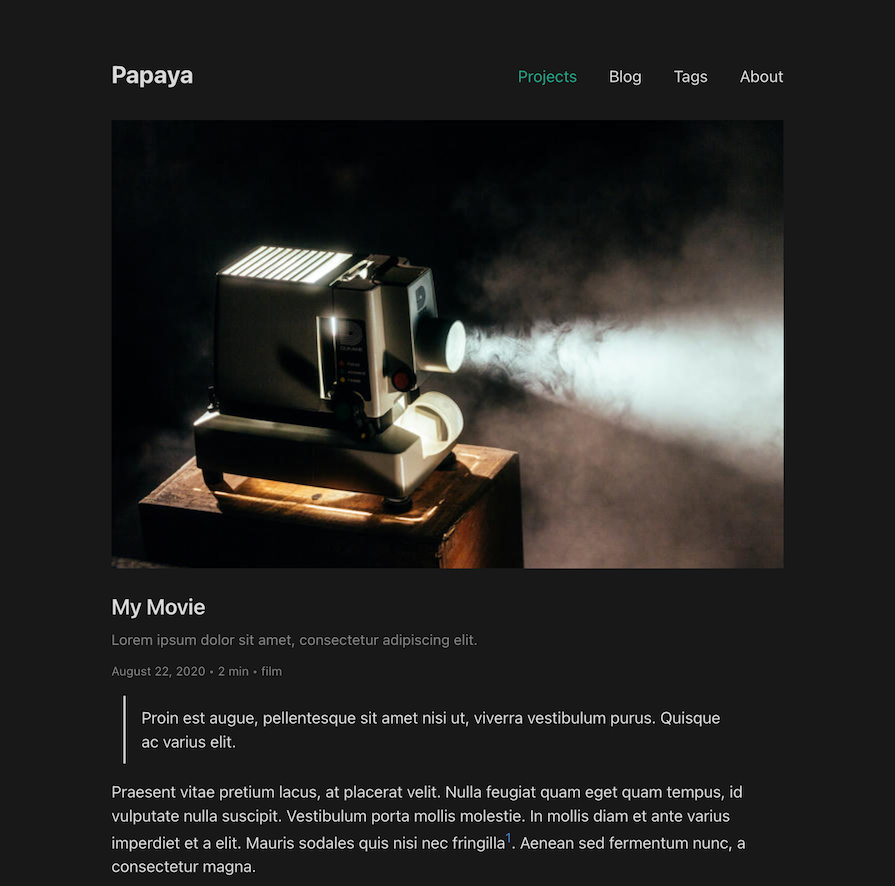 Papaya
Projects Blog Tags About
My Movie
Lorem ipsum dolor sit amet, consectetur adipiscing elit.
August 22, 2020 • 2 min • film
Proin est augue, pellentesque sit amet nisi ut, viverra vestibulum purus. Quisque
ac varius elit.
Praesent vitae pretium lacus, at placerat velit. Nulla feugiat quam eget quam tempus, id
vulputate nulla suscipit. Vestibulum porta mollis molestie. In mollis diam et ante varius
imperdiet et a elit. Mauris sodales quis nisi nec fringilla1. Aenean sed fermentum nunc, a
consectetur magna.